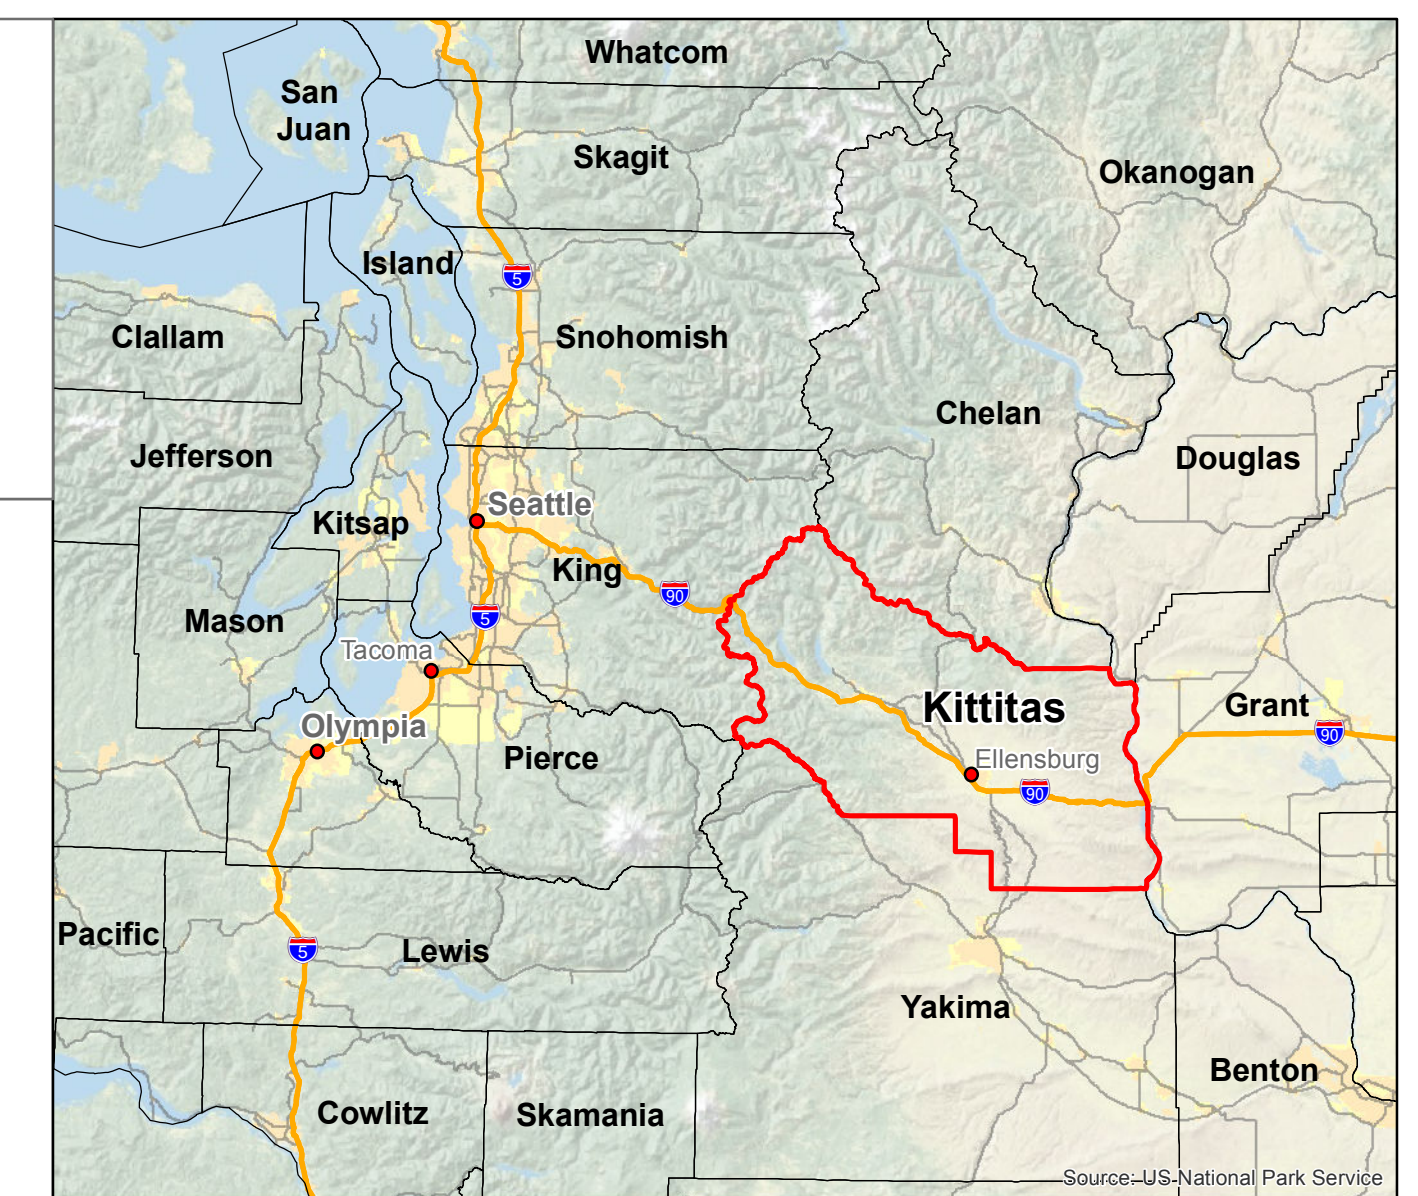 Whatcom
San
Juan
Skagit
Okanogan
Island
5
Clallam
Snohomish
Chelan
Jefferson
Douglas
Seattle
Kitsap
King
90
5
Mason
Tacoma
Kittitas
Grant
Olympia
90
Pierce
Ellensburg
90
Pacific
5
Lewis
Yakima
Benton
Cowlitz
Skamania
Source: US National Park Service